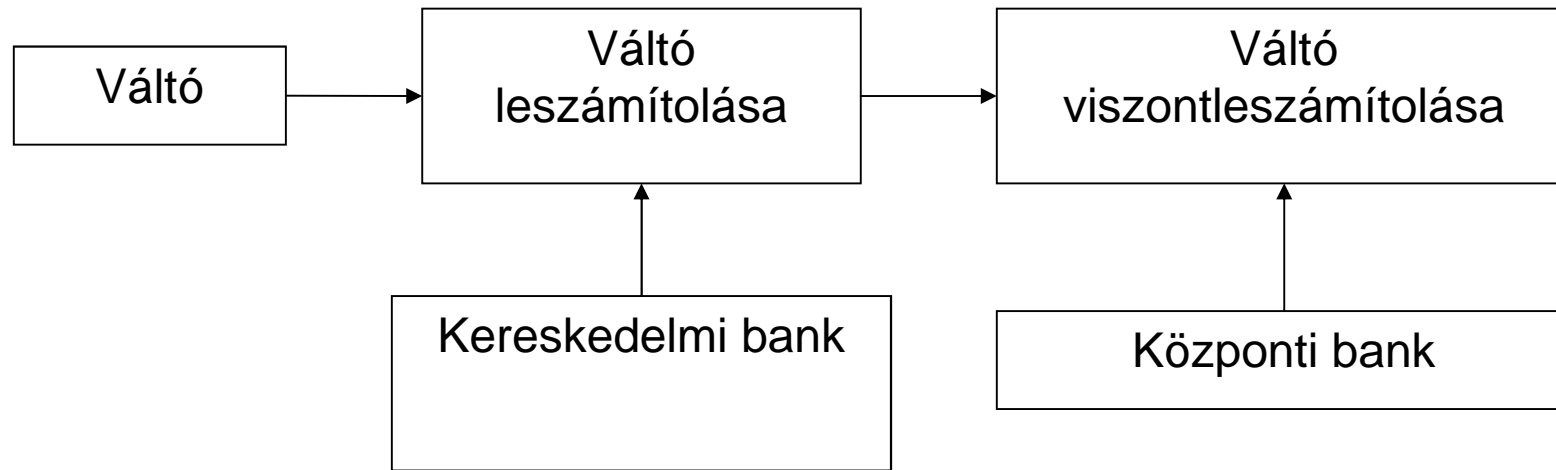 Váltó
Váltó
leszámítolása
Váltó
viszontleszámítolása
Kereskedelmi bank
Központi bank